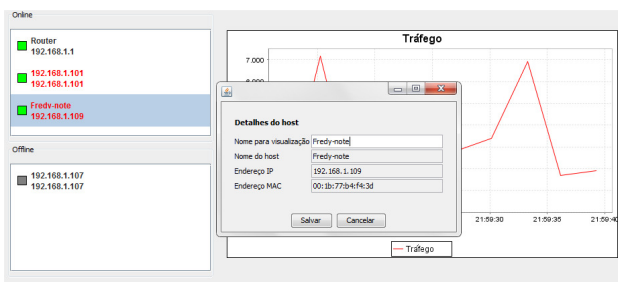 Online
Router
192.168.1.1
192.168.1.101
192.168.1.101
Fredy-note
192.168.1.109
Offline
192.168.1.107
192.168.1.107
Tráfego
7.000
6.000
Detalhes do host
Nome para visualização Fredy-note
Nome do host Fredy-note
Endereço IP 192.168.1.109
Endereço MAC 00:1b:77:b4:f4:3d
Salvar Cancelar
21:59:30 21:59:35 21:59:40
Tráfego